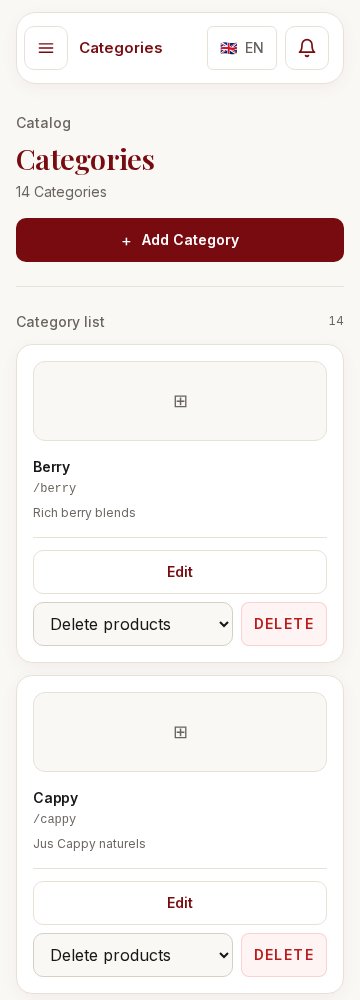 Categories
🇬🇧 EN
Catalog
Categories
14 Categories
+ Add Category
Category list
14
Berry
/berry
Rich berry blends
Edit
Delete products
DELETE
Cappy
/cappy
Jus Cappy naturels
Edit
Delete products
DELETE